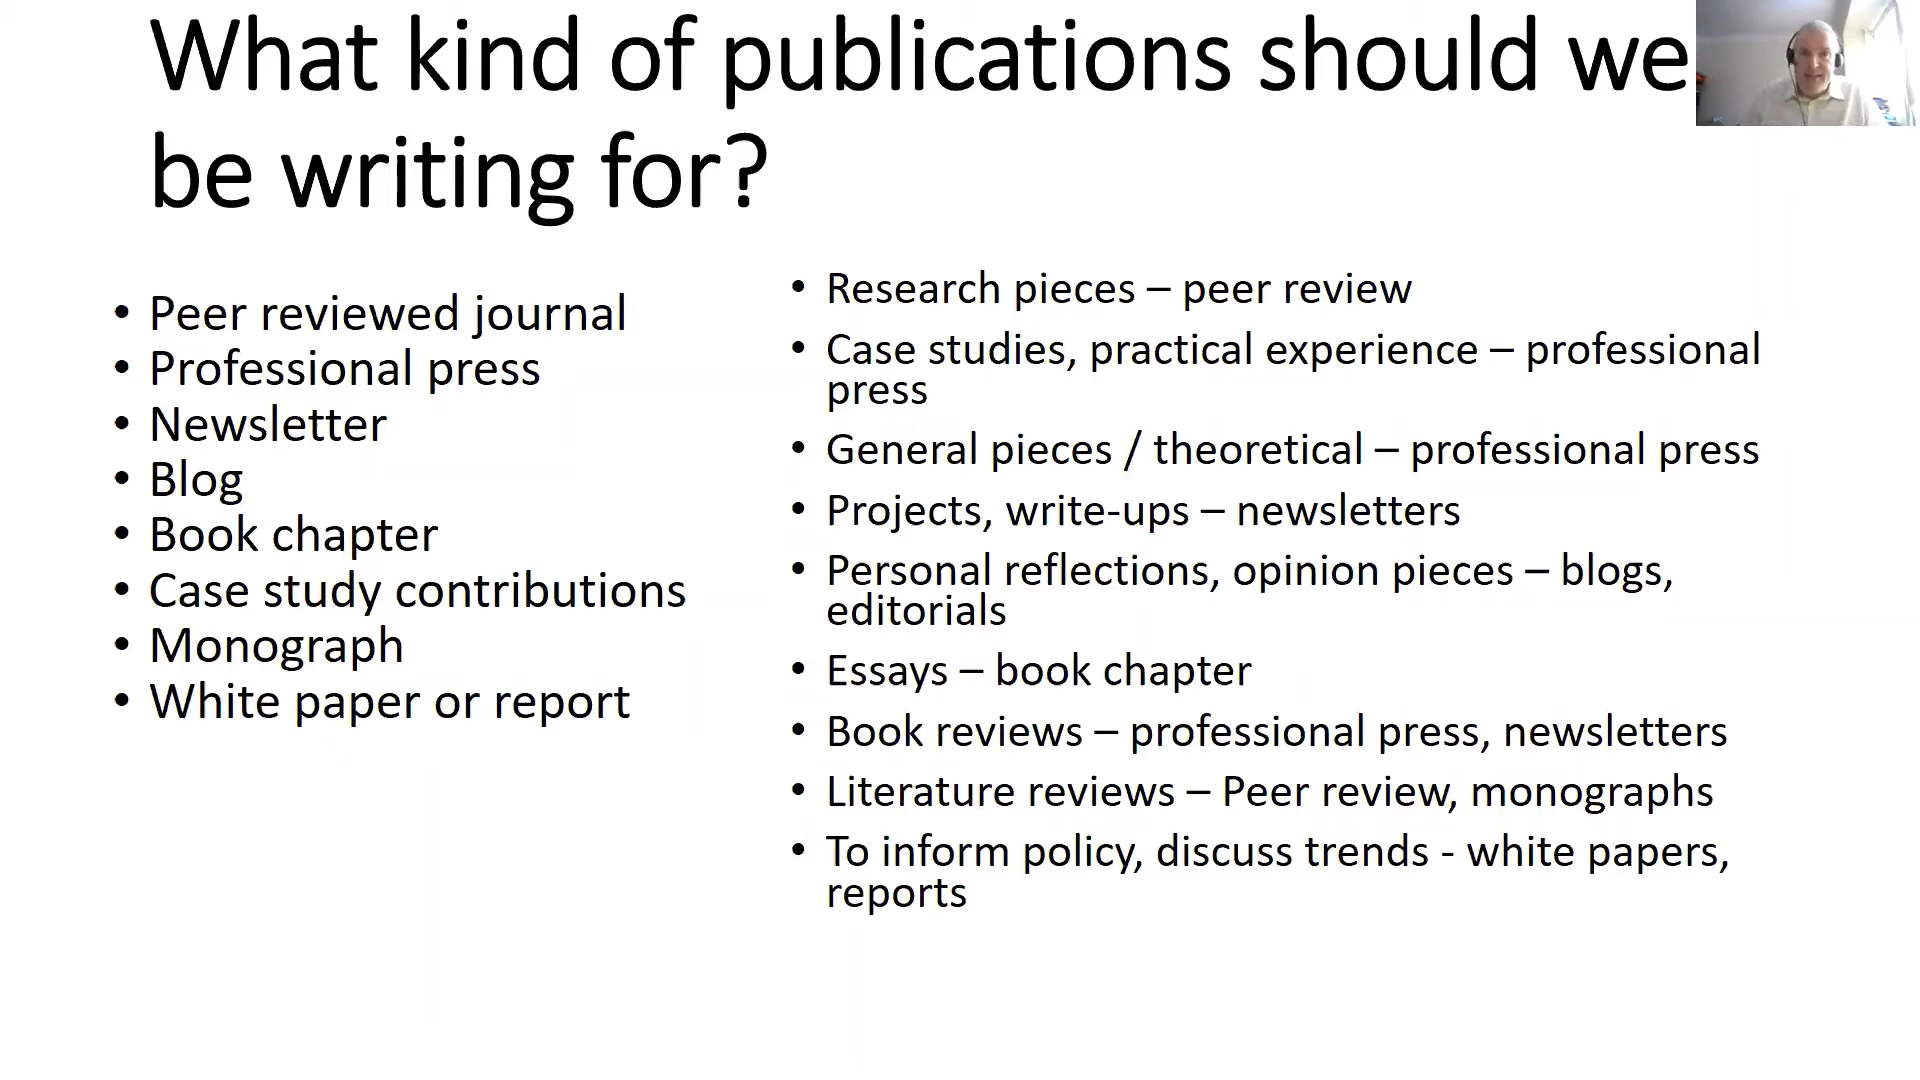 What kind of publications should we
be writing for?
• Peer reviewed journal
• Professional press
• Newsletter
• Blog
• Book chapter
• Case study contributions
• Monograph
• White paper or report
• Research pieces – peer review
• Case studies, practical experience – professional
press
• General pieces / theoretical – professional press
• Projects, write-ups – newsletters
• Personal reflections, opinion pieces – blogs,
editorials
• Essays – book chapter
• Book reviews – professional press, newsletters
• Literature reviews – Peer review, monographs
• To inform policy, discuss trends - white papers,
reports